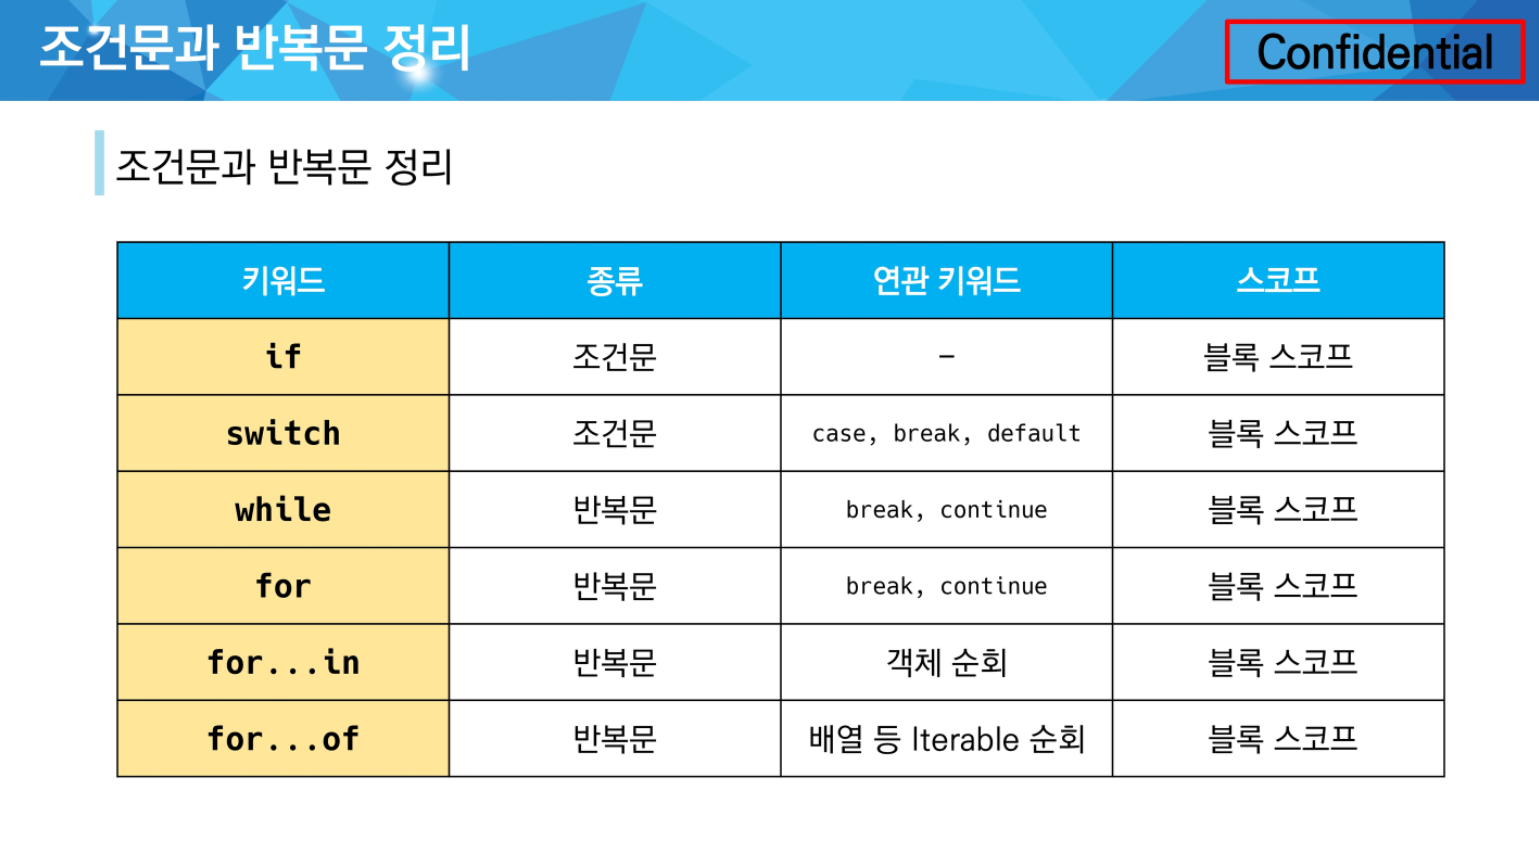 조건문과 반복문 정리
Confidential
조건문과 반복문 정리
키워드 종류 연관 키워드 스코프
if 조건문 - 블록 스코프
switch 조건문 case, break, default 블록 스코프
while 반복문 break, continue 블록 스코프
for 반복문 break, continue 블록 스코프
for...in 반복문 객체 순회 블록 스코프
for...of 반복문 배열 등 Iterable 순회 블록 스코프